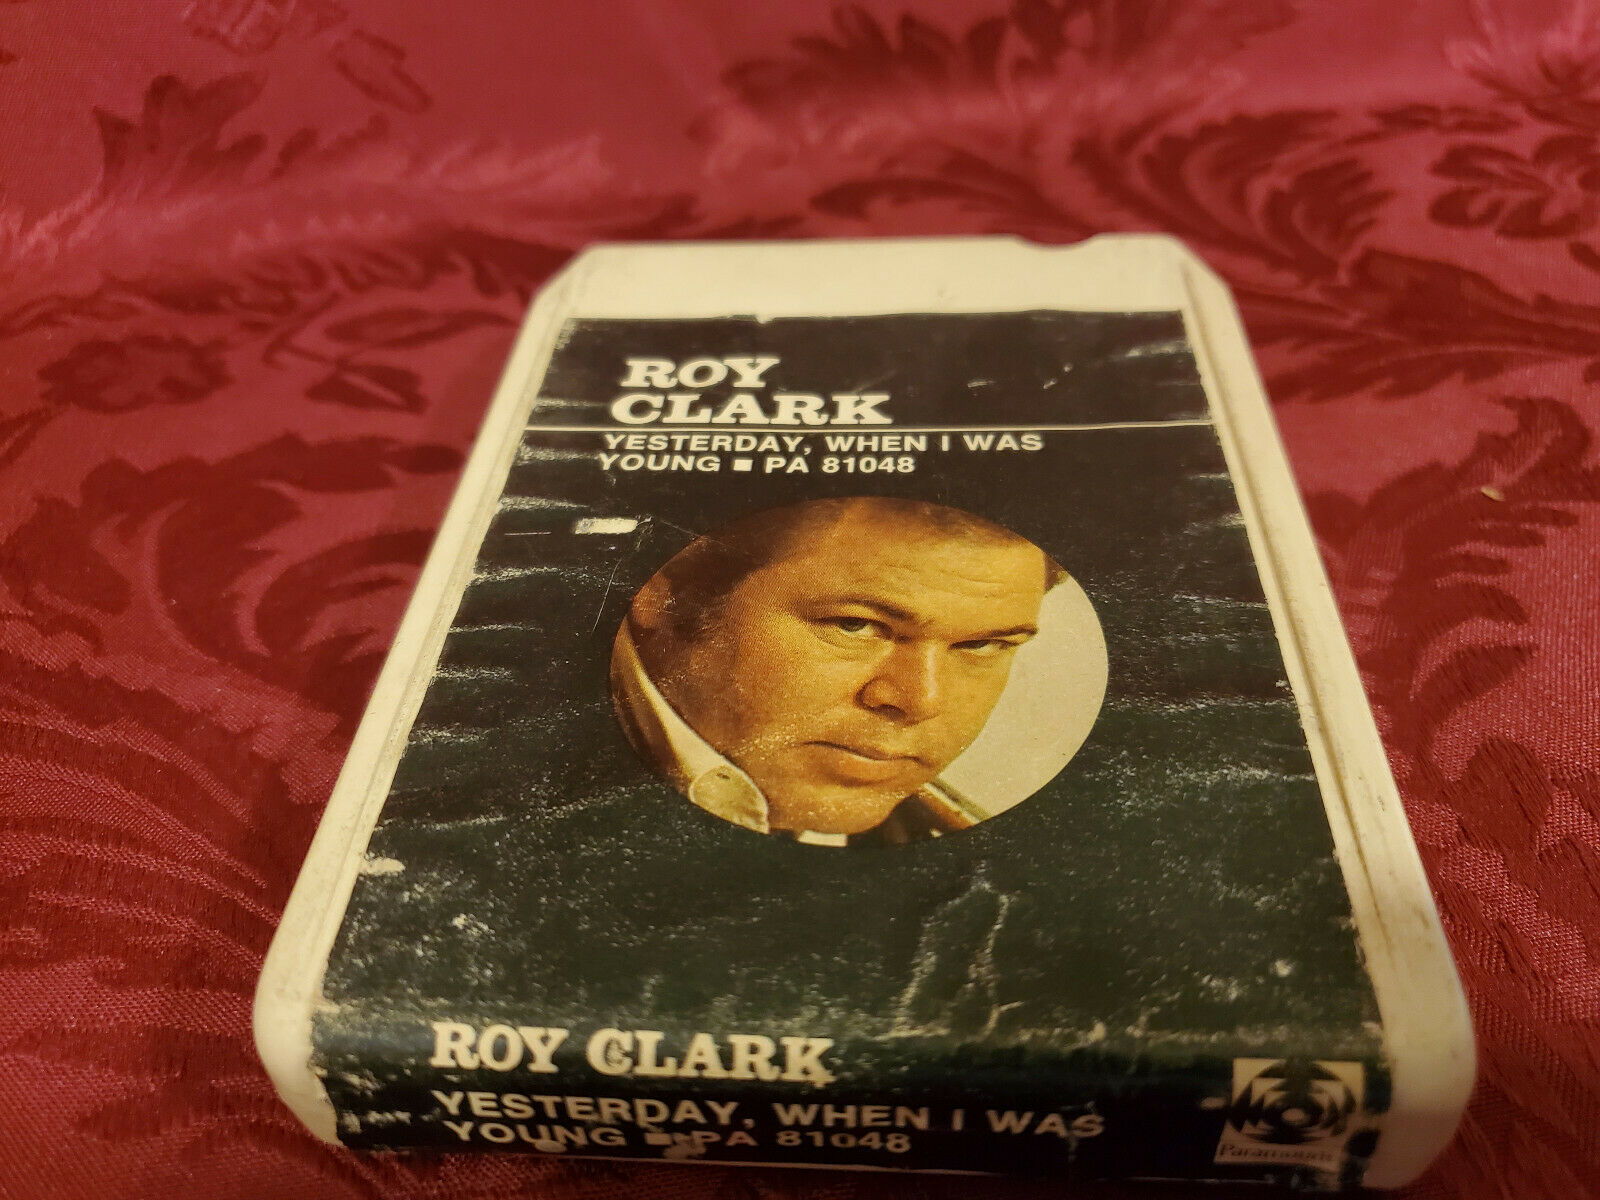 ROY
CLARK
YESTERDAY, WHEN I WAS
YOUNG ■ PA 81048
ROY CLARK
YESTERDAY, WHEN I WAS
YOUNG ■ PA 81048
Paramount